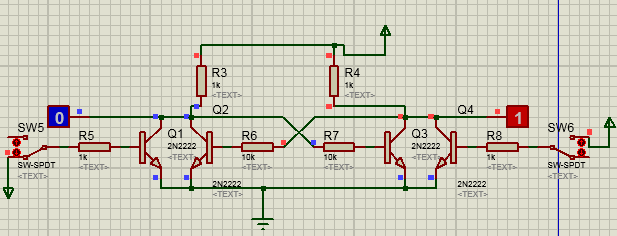 R3
1k
<TEXT>
R4
1k
<TEXT>
0
Q2
Q4
1
SW5
R5
1k
<TEXT>
Q1
2N2222
<TEXT>
R6
10k
<TEXT>
R7
10k
<TEXT>
Q3
2N2222
<TEXT>
R8
1k
<TEXT>
SW6
SW-SPDT
<TEXT>
SW-SPDT
<TEXT>
2N2222
<TEXT>
2N2222
<TEXT>